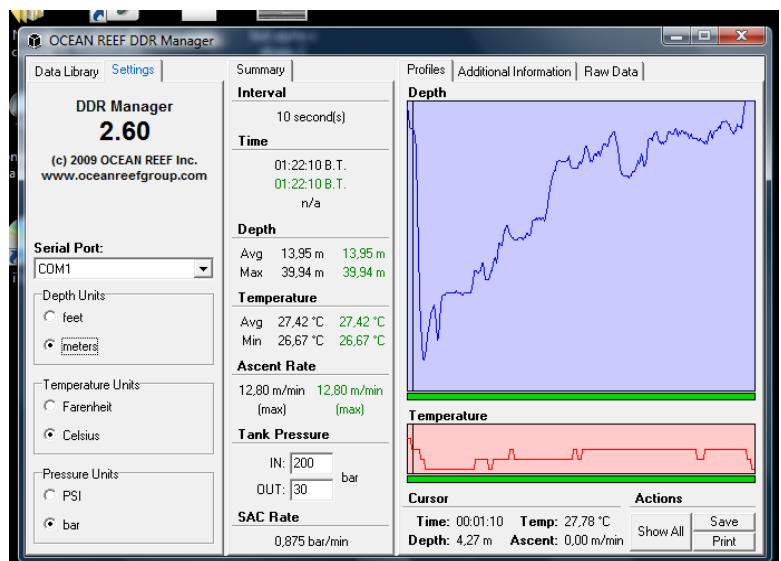 OCEAN REEF DDR Manager
Data Library Settings
DDR Manager
2.60
(c) 2009 OCEAN REEF Inc.
www.oceanreefgroup.com
Serial Port:
COM1
Depth Units
feet
meters
Temperature Units
Farenheit
Celsius
Pressure Units
PSI
bar
Summary
Interval
10 second(s)
Time
01:22:10 B.T.
01:22:10 B.T.
n/a
Depth
Avg 13,95 m 13,95 m
Max 39,94 m 39,94 m
Temperature
Avg 27,42 °C 27,42 °C
Min 26,67 °C 26,67 °C
Ascent Rate
12,80 m/min 12,80 m/min
(max) (max)
Tank Pressure
IN: 200
bar
OUT: 30
SAC Rate
0,875 bar/min
Profiles Additional Information Raw Data
Depth
Temperature
Cursor
Time: 00:01:10 Temp: 27,78 °C
Depth: 4,27 m Ascent: 0,00 m/min
Actions
Show All
Save
Print